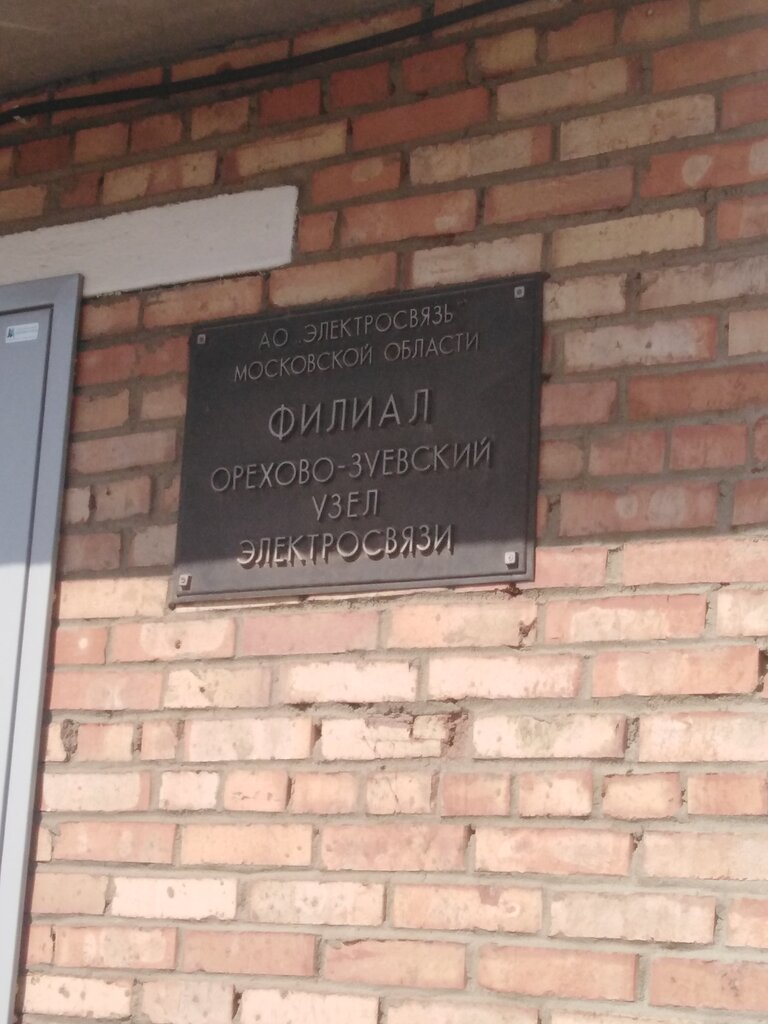 АО „ЭЛЕКТРОСВЯЗЬ"
МОСКОВСКОЙ ОБЛАСТИ
ФИЛИАЛ
ОРЕХОВО-ЗУЕВСКИЙ
УЗЕЛ
ЭЛЕКТРОСВЯЗИ